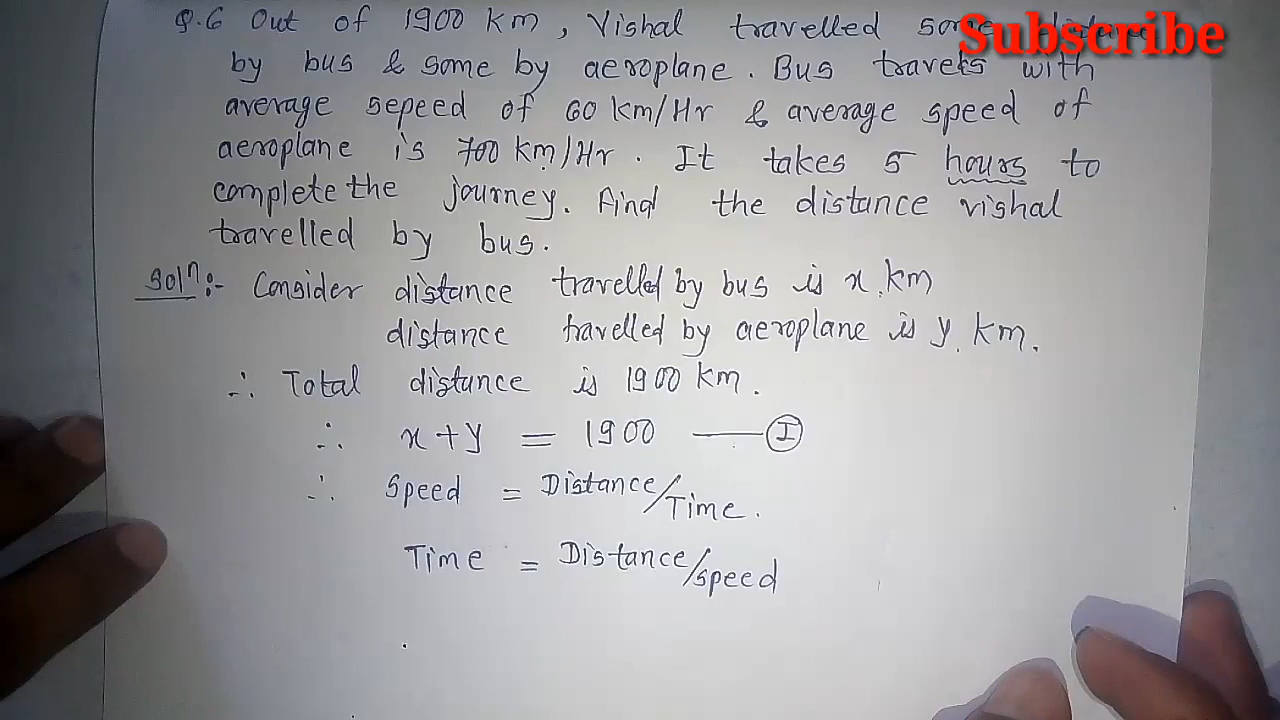 Q.6 Out of 1900 km, Vishal travelled some
Subscribe
by bus & some by aeroplane. Bus travels with
average sepeed of 60 km/Hr & average speed of
aeroplane is 700 km/Hr. It takes 5 hours to
complete the journey. Find the distance vishal
travelled by bus.
Solⁿ:- Consider distance travelled by bus is x km
distance travelled by aeroplane is y km.
∴ Total distance is 1900 km.
∴ x+y = 1900 — I
∴ Speed = Distance/Time.
Time = Distance/speed